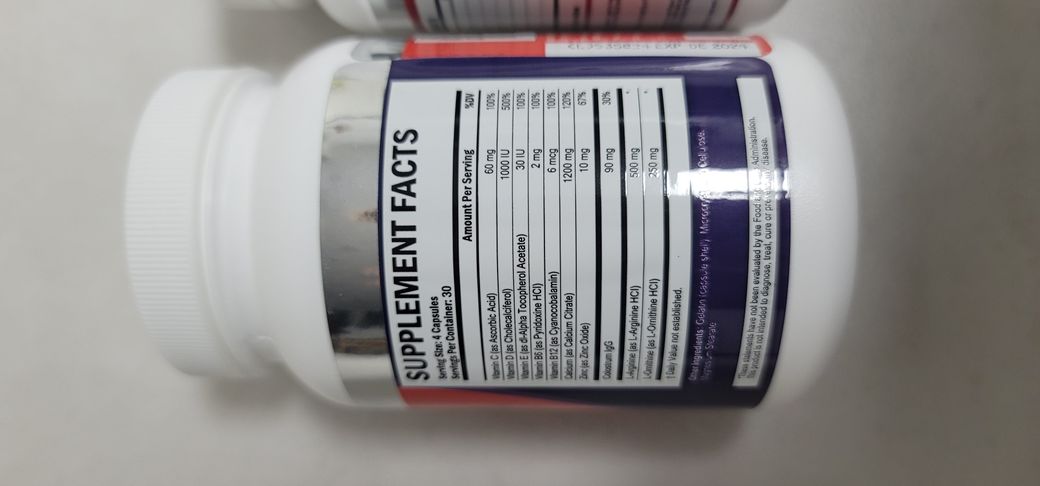 SUPPLEMENT FACTS
Serving Size: 4 Capsules
Servings Per Container: 30
Amount Per Serving %DV
Vitamin C (as Ascorbic Acid) 60 mg 100%
Vitamin D (as Cholecalciferol) 1000 IU 500%
Vitamin E (as dl-Alpha Tocopherol Acetate) 30 IU 100%
Vitamin B6 (as Pyridoxine HCl) 2 mg 100%
Vitamin B12 (as Cyanocobalamin) 6 mcg 100%
Calcium (as Calcium Citrate) 1200 mg 120%
Zinc (as Zinc Oxide) 10 mg 67%
Colostrum IgG 90 mg 30%
L-Arginine (as L-Arginine HCl) 500 mg
L-Ornithine (as L-Ornithine HCl) 250 mg
Daily Value not established.
Other Ingredients: Gelatin (capsule shell), Cellulose,
Stearate
These statements have not been evaluated by the Food Administration.
this product is not intended to diagnose, treat, cure or disease.
EXP 2024